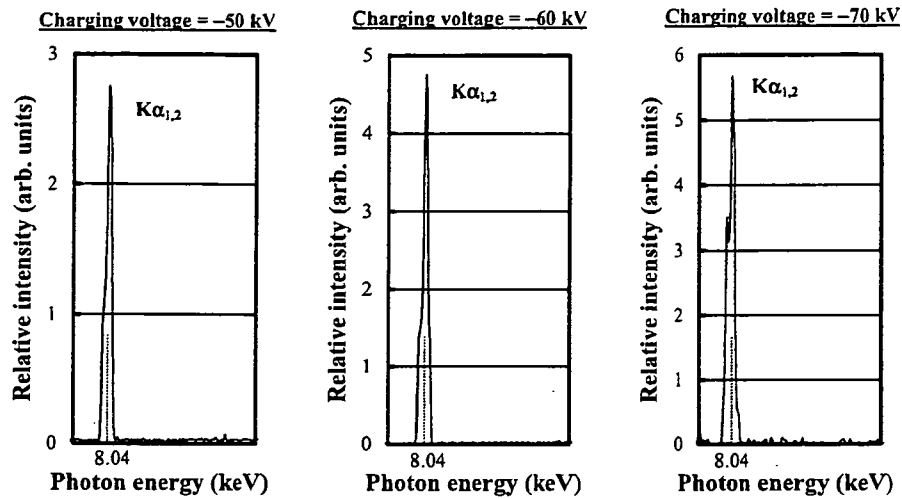 Charging voltage = –50 kV
3
2
1
0
Kα1,2
8.04
Relative intensity (arb. units)
Photon energy (keV)
Charging voltage = –60 kV
5
4
3
2
1
0
Kα1,2
8.04
Relative intensity (arb. units)
Photon energy (keV)
Charging voltage = –70 kV
6
5
4
3
2
1
0
Kα1,2
8.04
Relative intensity (arb. units)
Photon energy (keV)